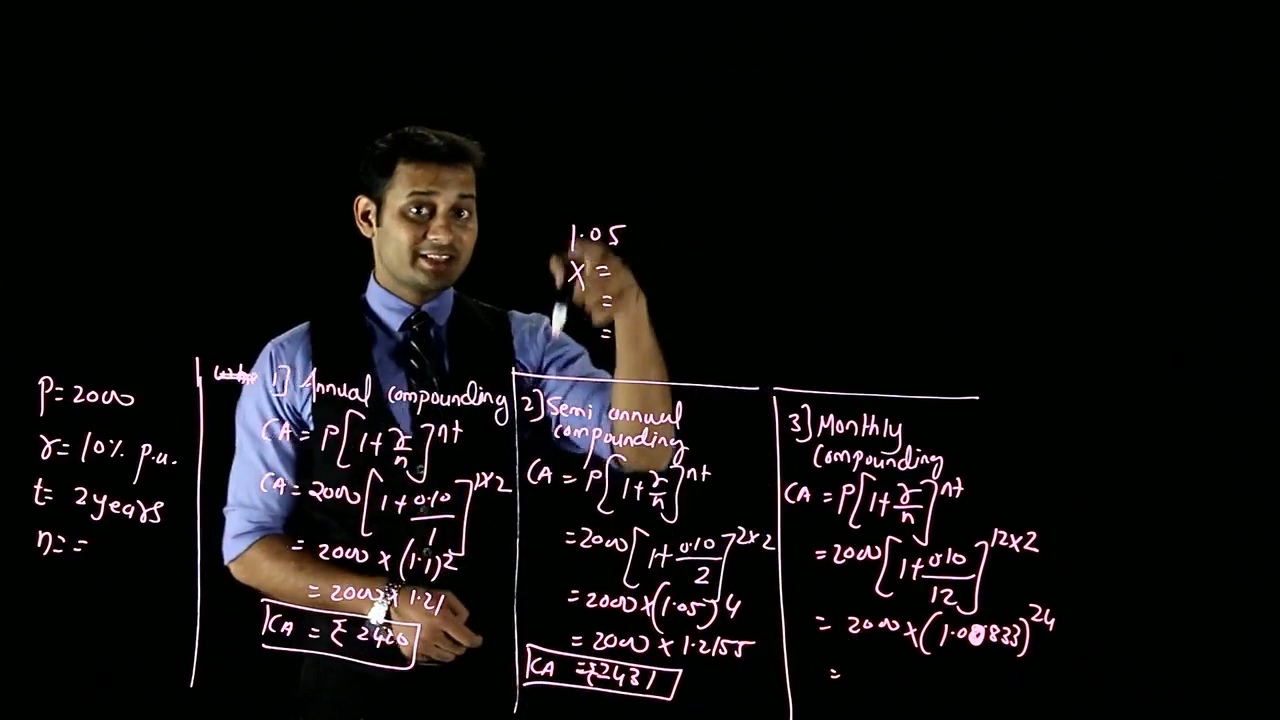 1.05
X =
=
=
P = 2000
r = 10% p.a.
t = 2 years
n = =
1] Annual compounding
CA = P[1+r/n]^nt
CA = 2000[1+0.10/1]^1x2
= 2000 x (1.1)^2
= 2000 x 1.21
CA = ₹ 2420
2] Semi annual
compounding
CA = P[1+r/n]^nt
= 2000[1+0.10/2]^2x2
= 2000 x (1.05)^4
= 2000 x 1.2155
CA = ₹2431
3] Monthly
compounding
CA = P[1+r/n]^nt
= 2000[1+0.10/12]^12x2
= 2000 x (1.00833)^24
=